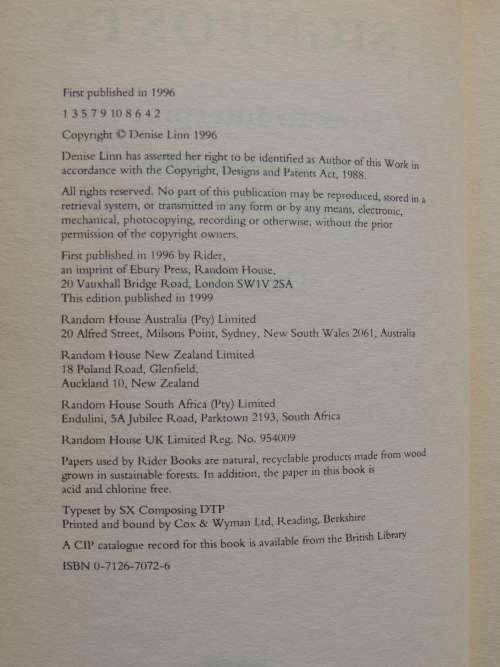 First published in 1996
1 3 5 7 9 10 8 6 4 2
Copyright © Denise Linn 1996
Denise Linn has asserted her right to be identified as Author of this Work in
accordance with the Copyright, Designs and Patents Act, 1988.
All rights reserved. No part of this publication may be reproduced, stored in a
retrieval system, or transmitted in any form or by any means, electronic,
mechanical, photocopying, recording or otherwise, without the prior
permission of the copyright owners.
First published in 1996 by Rider,
an imprint of Ebury Press, Random House,
20 Vauxhall Bridge Road, London SW1V 2SA
This edition published in 1999
Random House Australia (Pty) Limited
20 Alfred Street, Milsons Point, Sydney, New South Wales 2061, Australia
Random House New Zealand Limited
18 Poland Road, Glenfield,
Auckland 10, New Zealand
Random House South Africa (Pty) Limited
Endulini, 5A Jubilee Road, Parktown 2193, South Africa
Random House UK Limited Reg. No. 954009
Papers used by Rider Books are natural, recyclable products made from wood
grown in sustainable forests. In addition, the paper in this book is
acid and chlorine free.
Typeset by SX Composing DTP
Printed and bound by Cox & Wyman Ltd, Reading, Berkshire
A CIP catalogue record for this book is available from the British Library
ISBN 0-7126-7072-6